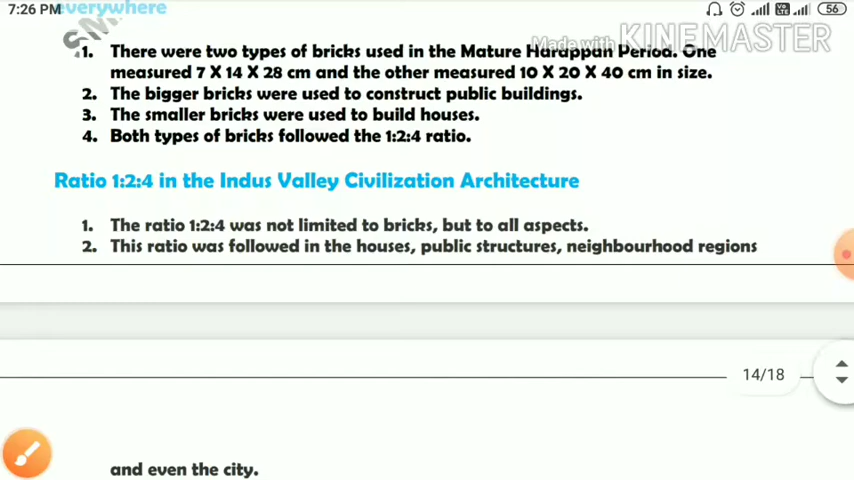 7:26 PM
everywhere
56
Made with KINEMASTER
1. There were two types of bricks used in the Mature Harappan Period. One
measured 7 X 14 X 28 cm and the other measured 10 X 20 X 40 cm in size.
2. The bigger bricks were used to construct public buildings.
3. The smaller bricks were used to build houses.
4. Both types of bricks followed the 1:2:4 ratio.
Ratio 1:2:4 in the Indus Valley Civilization Architecture
1. The ratio 1:2:4 was not limited to bricks, but to all aspects.
2. This ratio was followed in the houses, public structures, neighbourhood regions
14/18
and even the city.